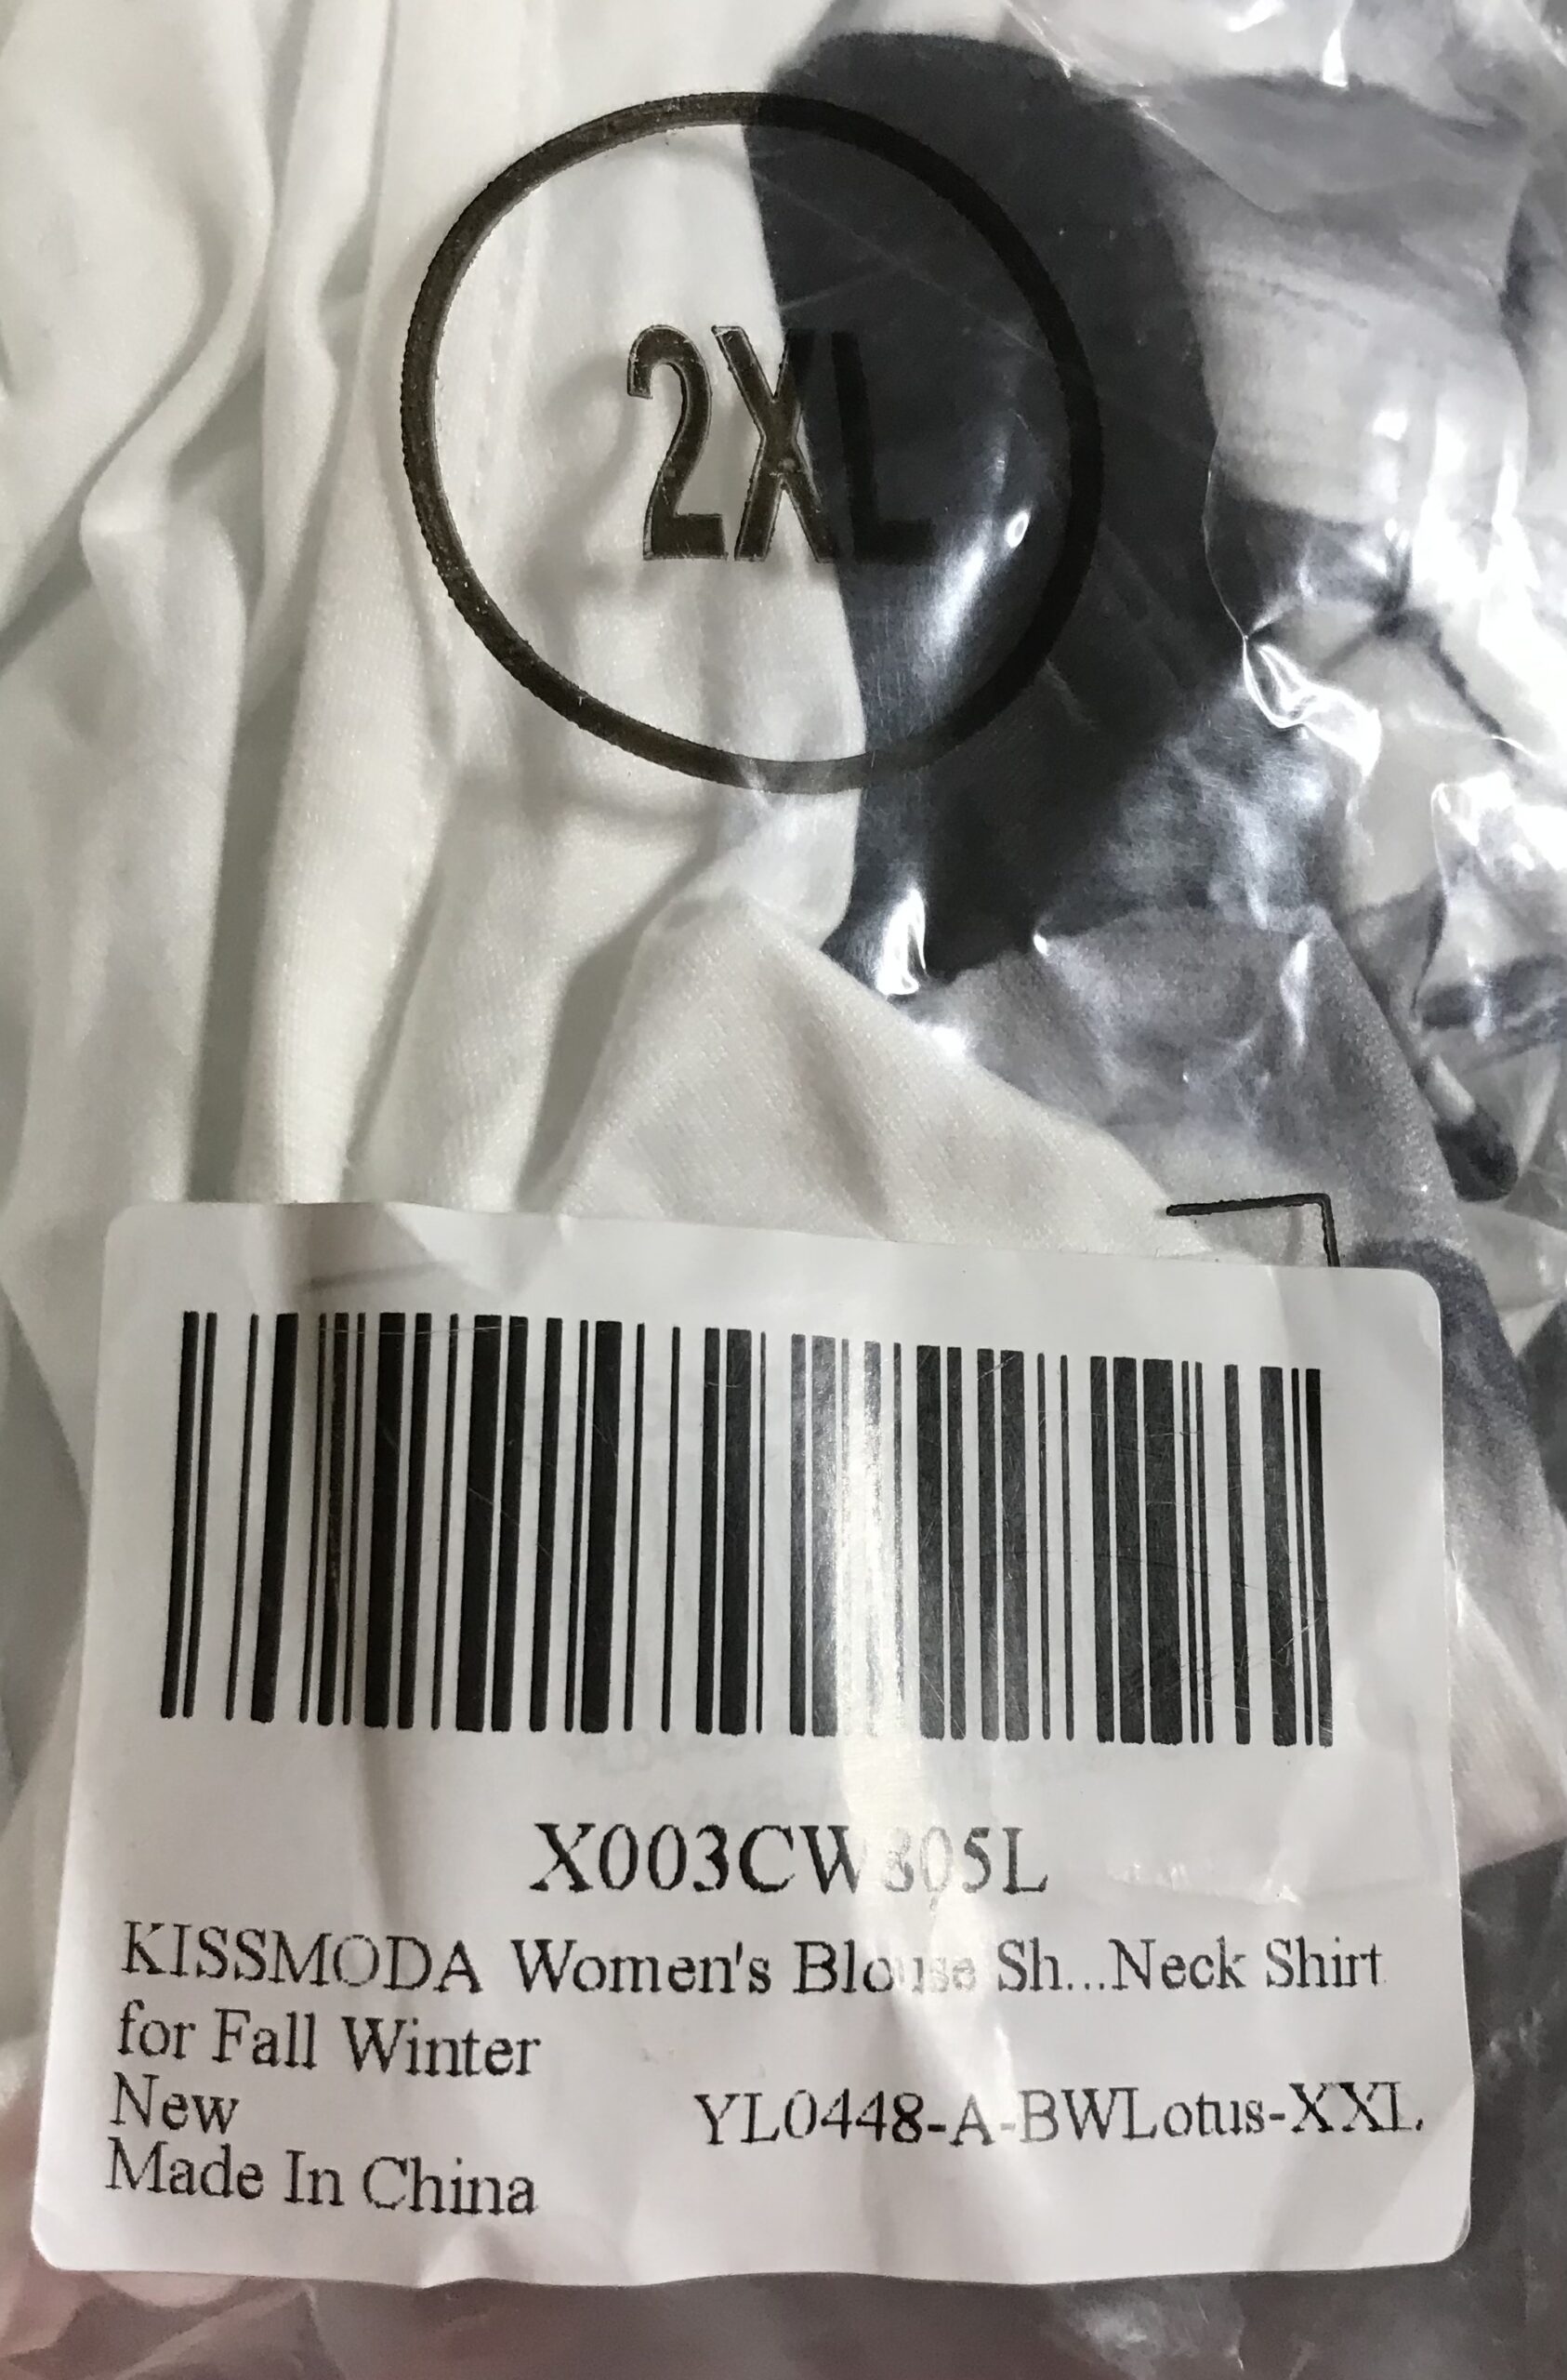 2XL
X003CW805L
KISSMODA Women's Blouse Sh...Neck Shirt
for Fall Winter
New YL0448-A-BWLotus-XXL
Made In China